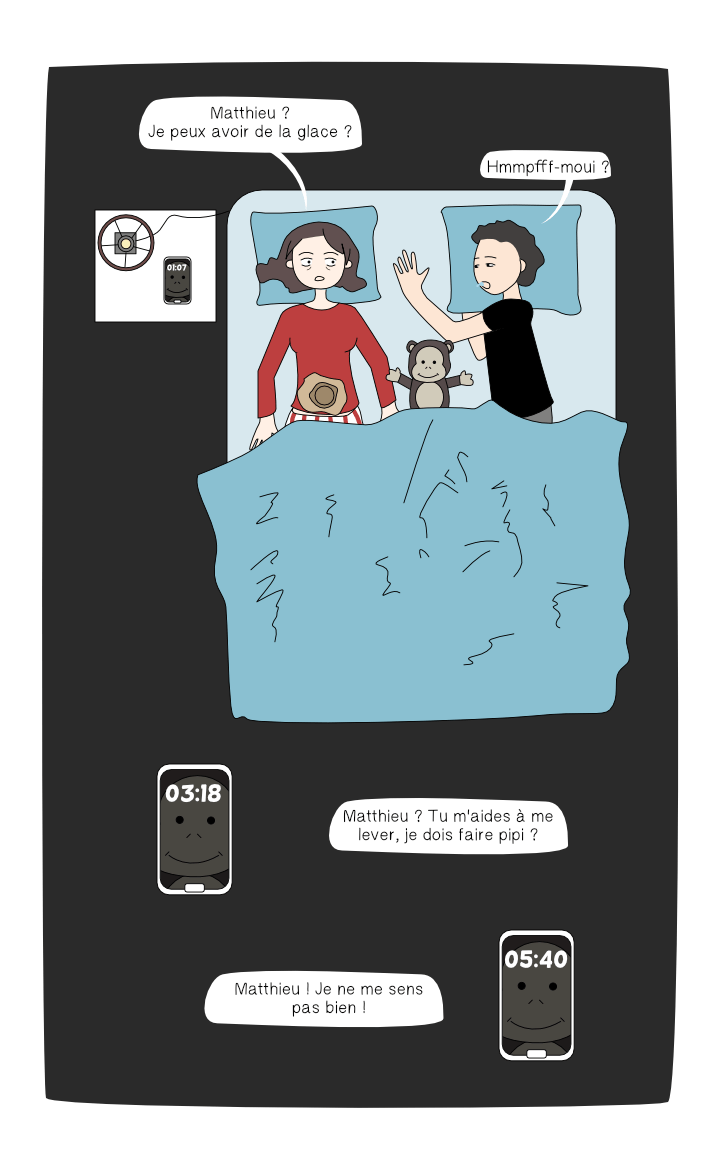 Matthieu ?
Je peux avoir de la glace ?
Hmmpfff-moui ?
01:07
03:18
Matthieu ? Tu m'aides à me
lever, je dois faire pipi ?
05:40
Matthieu ! Je ne me sens
pas bien !